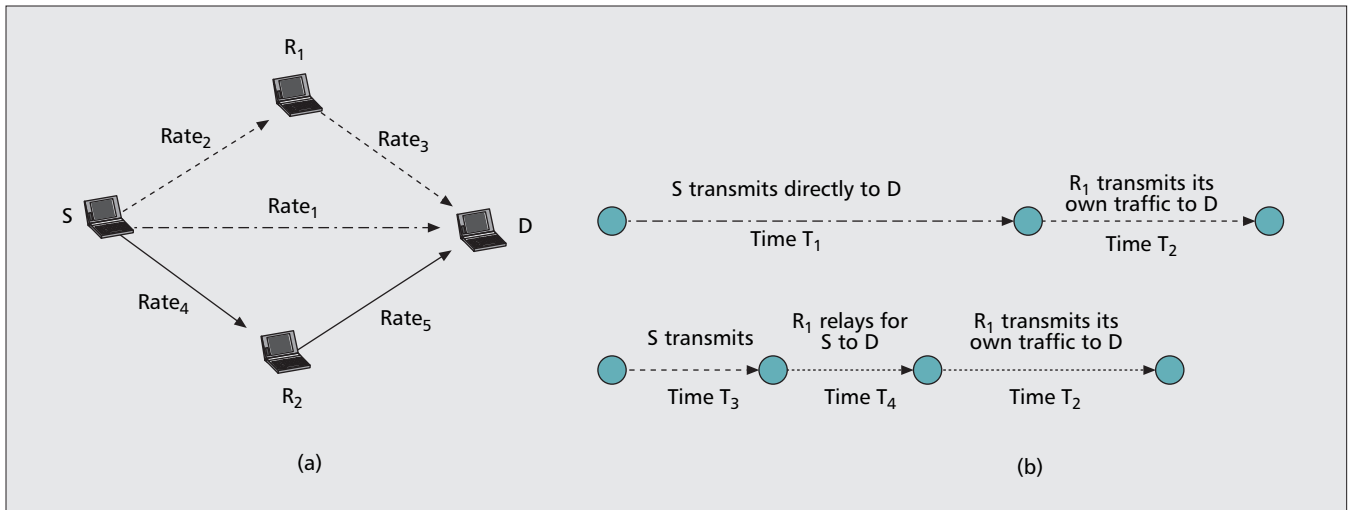 R1
Rate2
Rate3
S
Rate1
D
Rate4
Rate5
R2
(a)
S transmits directly to D
Time T1
R1 transmits its
own traffic to D
Time T2
S transmits
Time T3
R1 relays for
S to D
Time T4
R1 transmits its
own traffic to D
Time T2
(b)